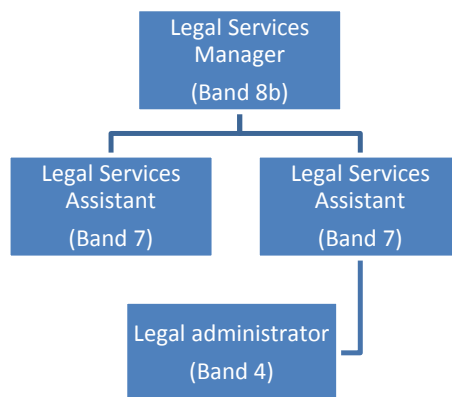 Legal Services
Manager
(Band 8b)
Legal Services
Assistant
(Band 7)
Legal Services
Assistant
(Band 7)
Legal administrator
(Band 4)